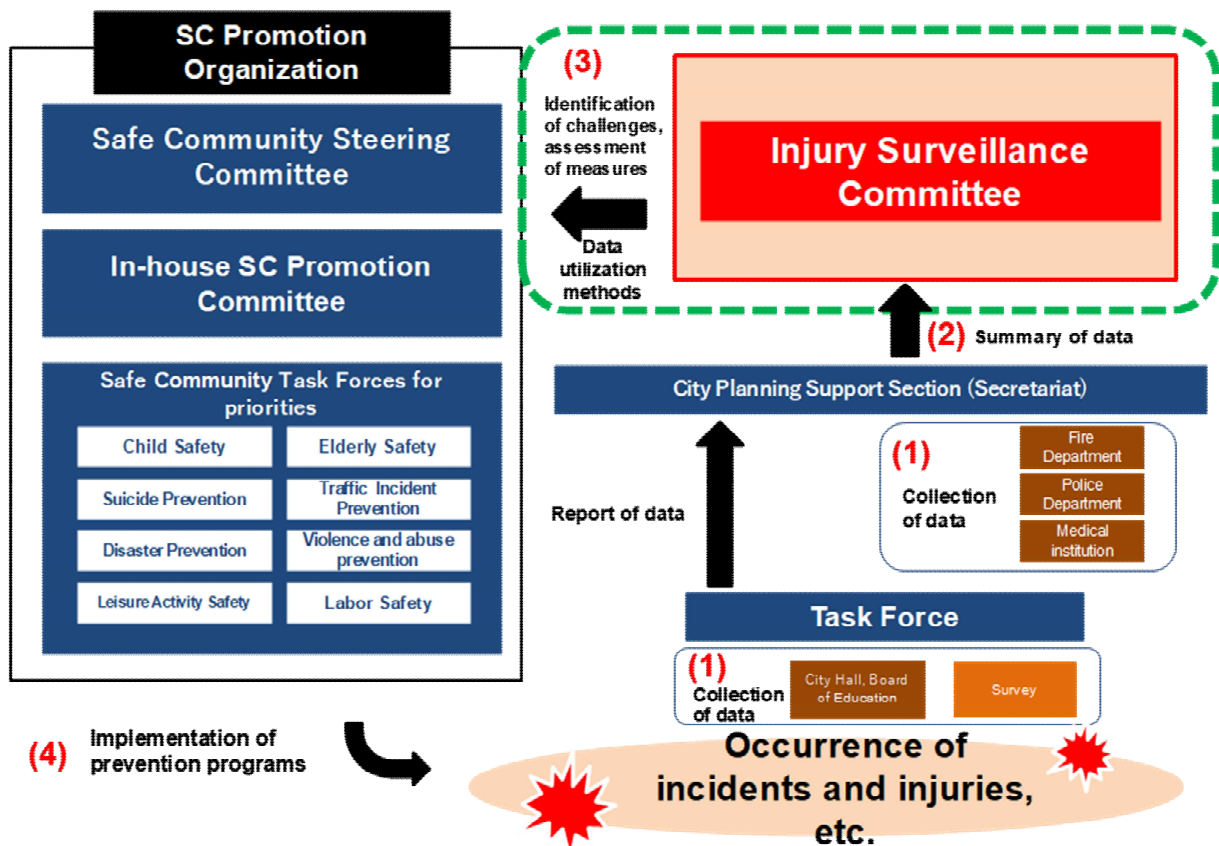 SC Promotion
Organization
Safe Community Steering
Committee
In-house SC Promotion
Committee
Safe Community Task Forces for
priorities
Child Safety
Elderly Safety
Suicide Prevention
Traffic Incident
Prevention
Disaster Prevention
Violence and abuse
prevention
Leisure Activity Safety
Labor Safety
(3)
Identification
of challenges,
assessment
of measures
Data
utilization
methods
Injury Surveillance
Committee
(2) Summary of data
City Planning Support Section (Secretariat)
(1)
Collection
of data
Fire
Department
Police
Department
Medical
institution
Report of data
Task Force
(1)
Collection
of data
City Hall, Board
of Education
Survey
(4) Implementation of
prevention programs
Occurrence of
incidents and injuries,
etc.